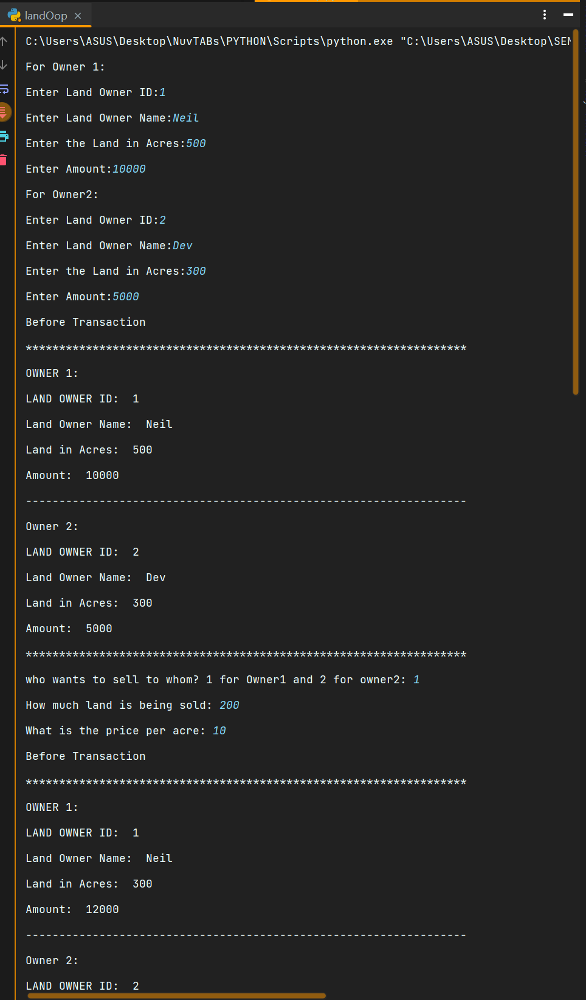 landOop
C:\Users\ASUS\Desktop\NuvTABs\PYTHON\Scripts\python.exe "C:\Users\ASUS\Desktop\SEM
For Owner 1:
Enter Land Owner ID:1
Enter Land Owner Name:Neil
Enter the Land in Acres:500
Enter Amount:10000
For Owner2:
Enter Land Owner ID:2
Enter Land Owner Name:Dev
Enter the Land in Acres:300
Enter Amount:5000
Before Transaction
******************************************************************
OWNER 1:
LAND OWNER ID:  1
Land Owner Name:  Neil
Land in Acres:  500
Amount:  10000
------------------------------------------------------------------
Owner 2:
LAND OWNER ID:  2
Land Owner Name:  Dev
Land in Acres:  300
Amount:  5000
******************************************************************
who wants to sell to whom? 1 for Owner1 and 2 for owner2: 1
How much land is being sold: 200
What is the price per acre: 10
Before Transaction
******************************************************************
OWNER 1:
LAND OWNER ID:  1
Land Owner Name:  Neil
Land in Acres:  300
Amount:  12000
------------------------------------------------------------------
Owner 2:
LAND OWNER ID:  2